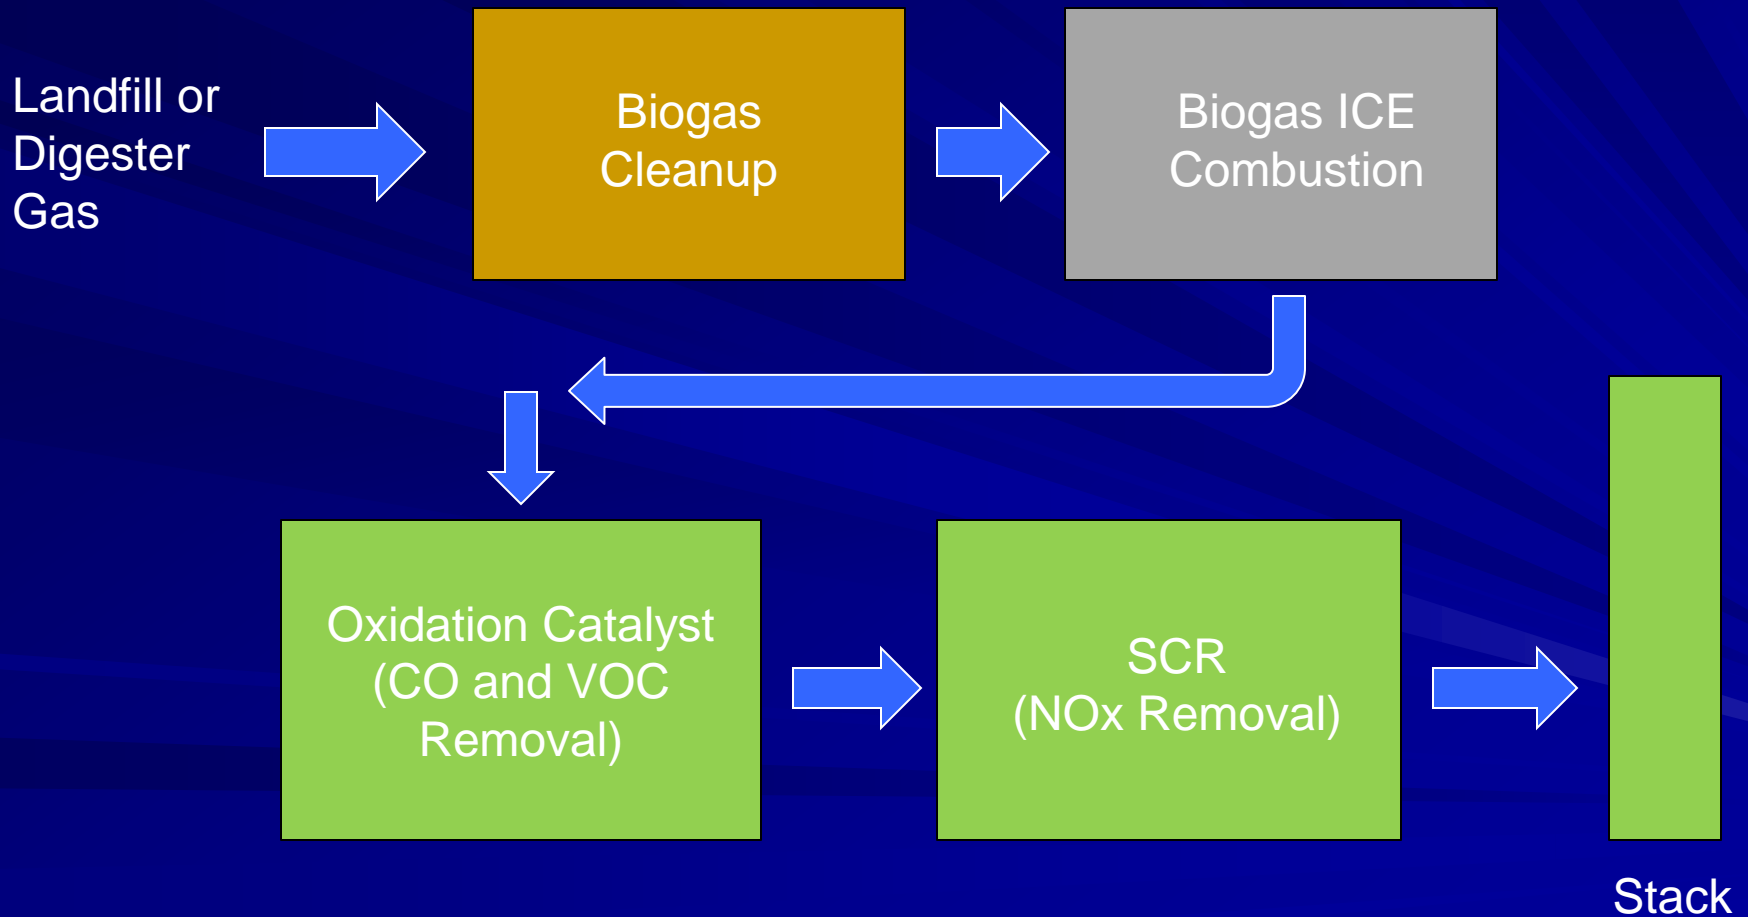 Landfill or
Digester
Gas
Biogas
Cleanup
Biogas ICE
Combustion
Oxidation Catalyst
(CO and VOC
Removal)
SCR
(NOx Removal)
Stack